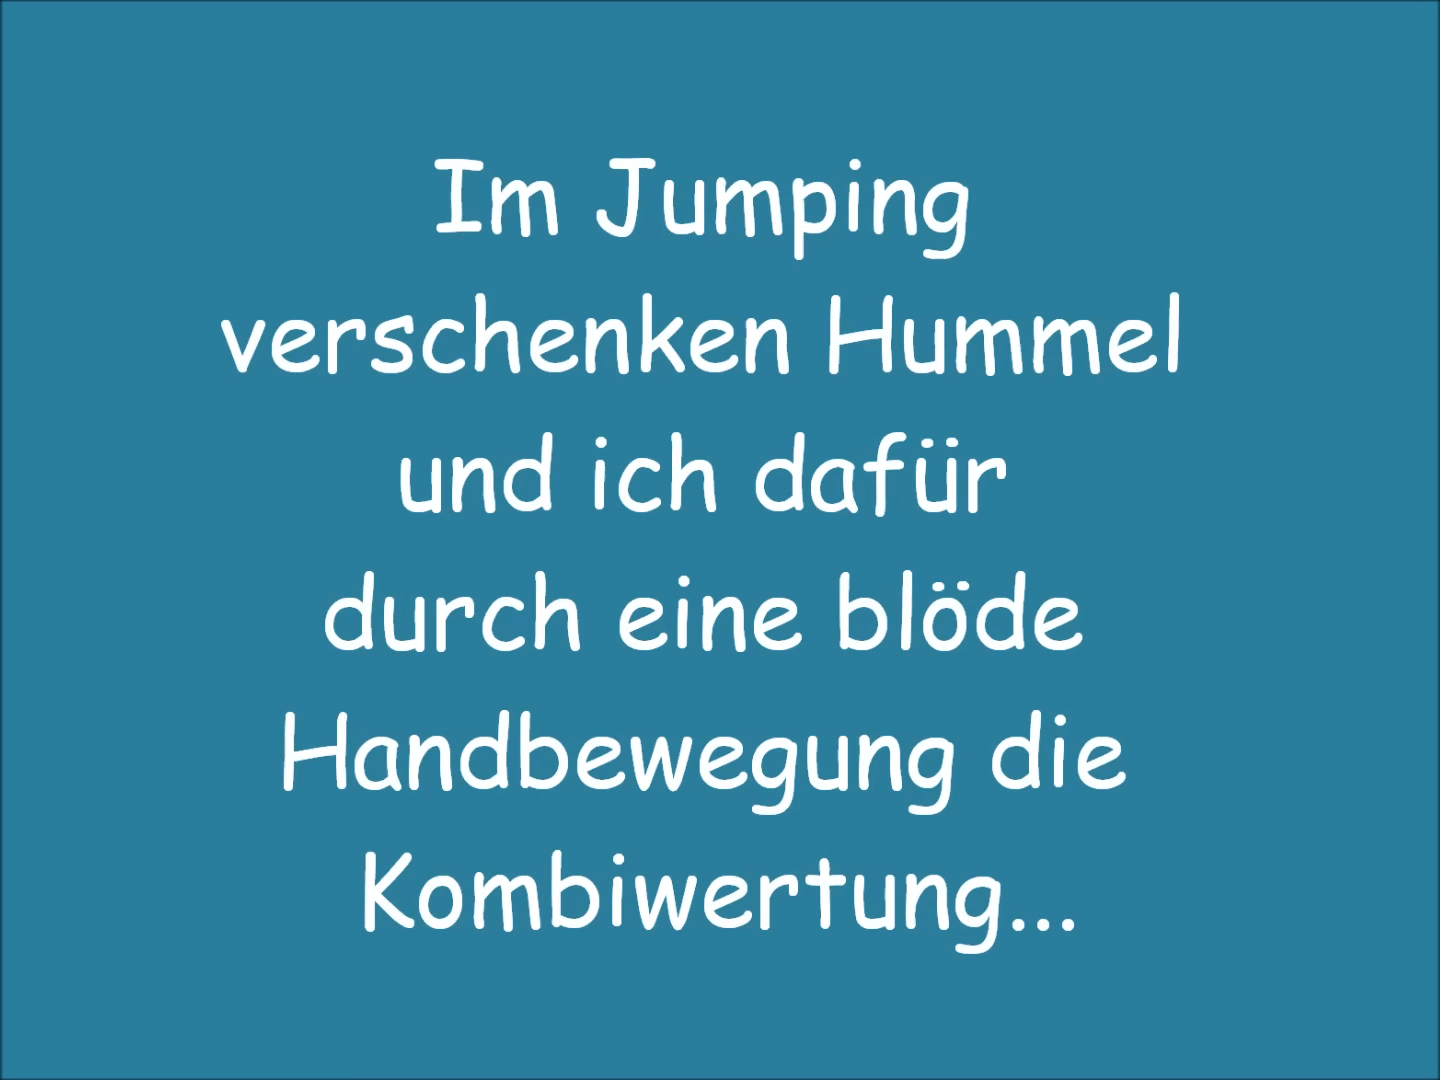 Im Jumping
verschenken Hummel
und ich dafür
durch eine blöde
Handbewegung die
Kombiwertung...